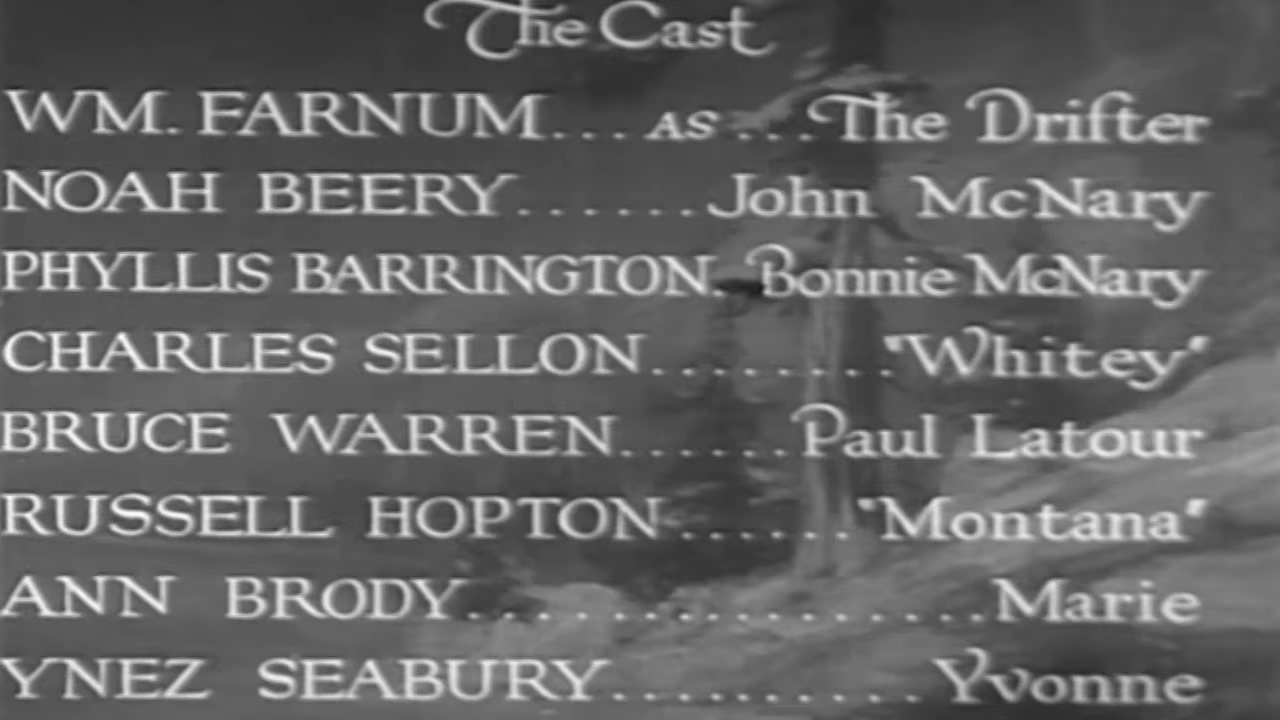 The Cast
WM. FARNUM... AS ...The Drifter
NOAH BEERY.......John McNary
PHYLLIS BARRINGTON. Bonnie McNary
CHARLES SELLON........."Whitey"
BRUCE WARREN......Paul Latour
RUSSELL HOPTON......"Montana"
ANN BRODY..................Marie
YNEZ SEABURY..........Yvonne